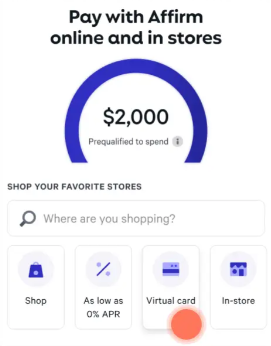 Pay with Affirm
online and in stores
$2,000
Prequalified to spend i
SHOP YOUR FAVORITE STORES
Where are you shopping?
Shop
As low as
0% APR
Virtual card
In-store